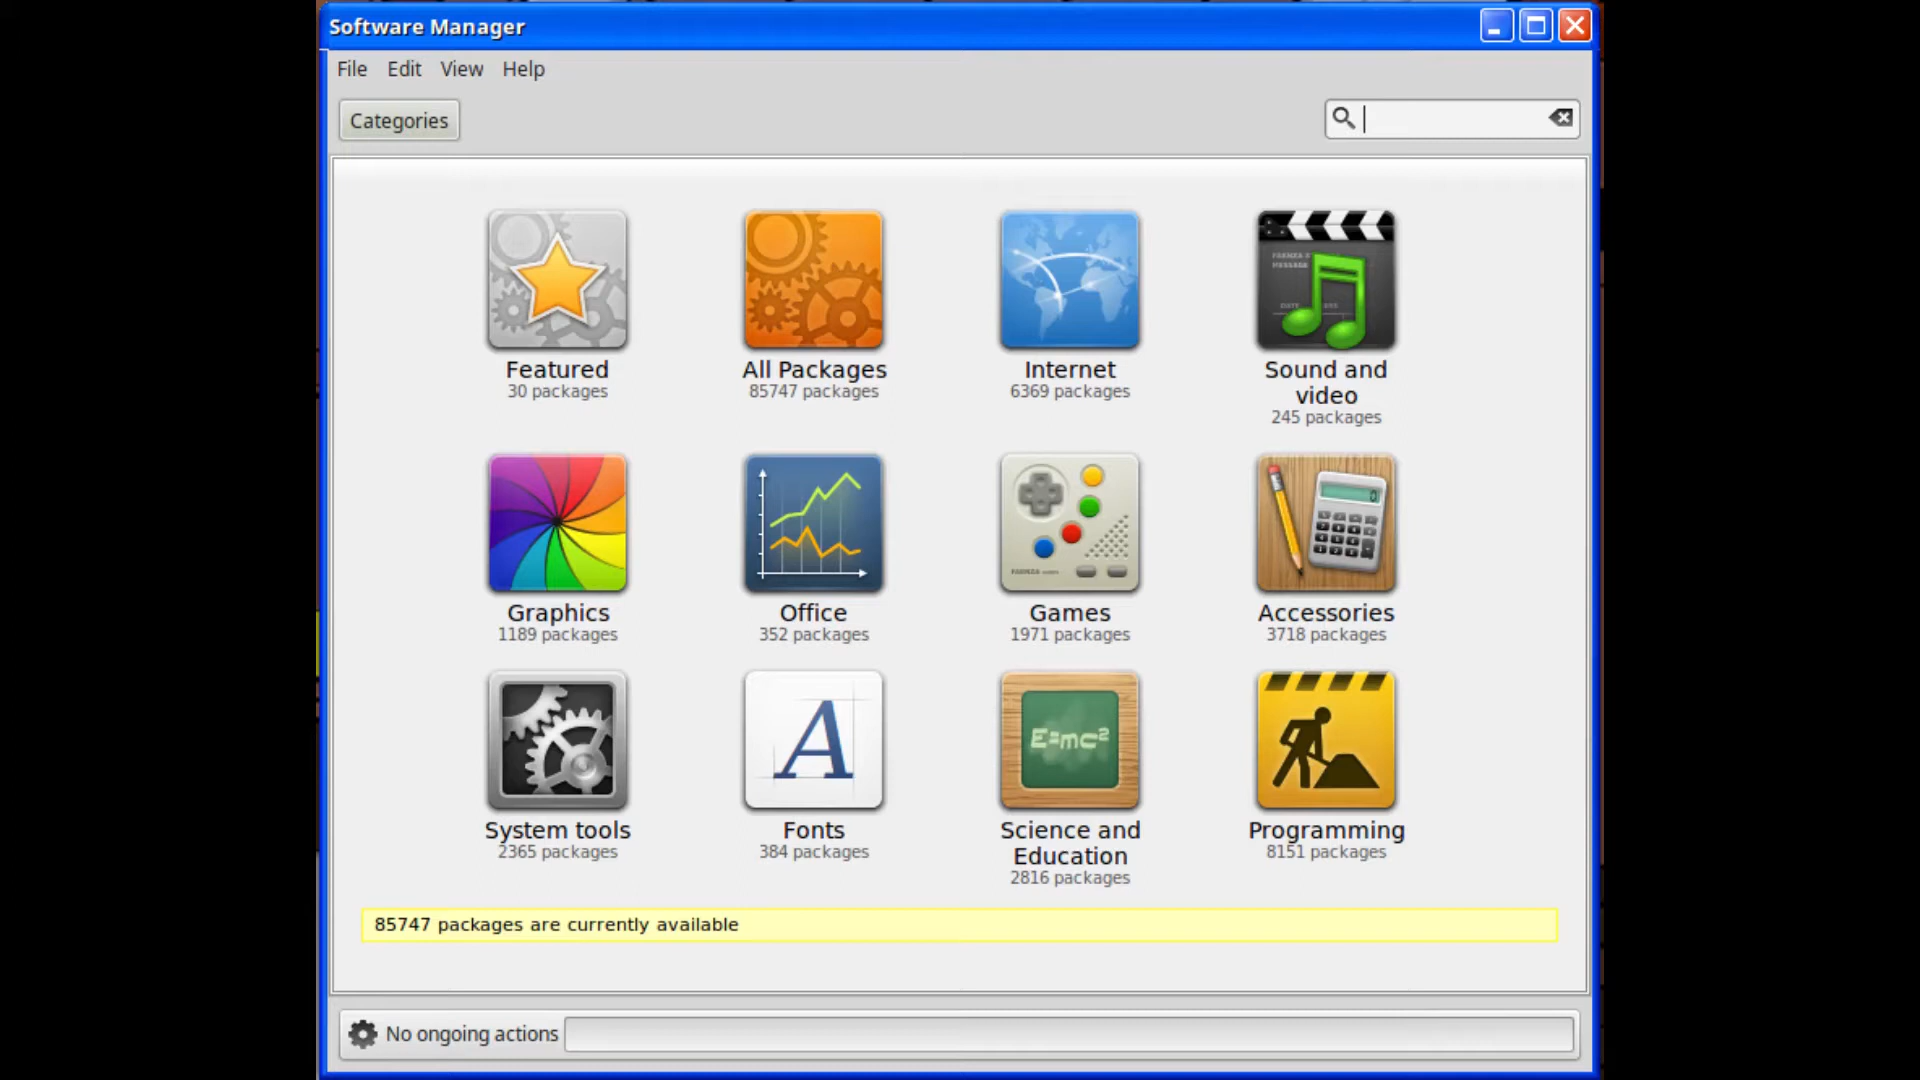 Software Manager
File Edit View Help
Categories
Featured
30 packages
All Packages
85747 packages
Internet
6369 packages
Sound and
video
245 packages
Graphics
1189 packages
Office
352 packages
Games
1971 packages
Accessories
3718 packages
System tools
2365 packages
A
Fonts
384 packages
E=mc²
Science and
Education
2816 packages
Programming
8151 packages
85747 packages are currently available
No ongoing actions